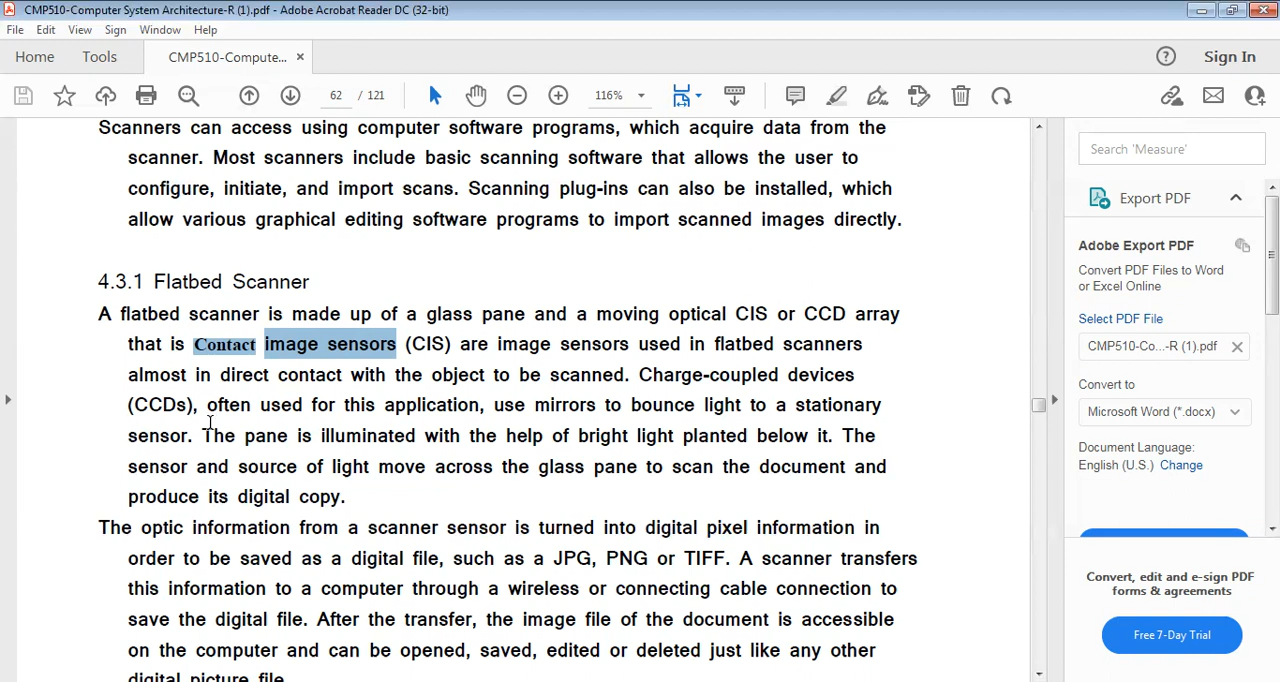 CMP510-Computer System Architecture-R (1).pdf - Adobe Acrobat Reader DC (32-bit)
File Edit View Sign Window Help
Home Tools CMP510-Compute... × Sign In
62 / 121 116%
Scanners can access using computer software programs, which acquire data from the
scanner. Most scanners include basic scanning software that allows the user to
configure, initiate, and import scans. Scanning plug-ins can also be installed, which
allow various graphical editing software programs to import scanned images directly.
4.3.1 Flatbed Scanner
A flatbed scanner is made up of a glass pane and a moving optical CIS or CCD array
that is Contact image sensors (CIS) are image sensors used in flatbed scanners
almost in direct contact with the object to be scanned. Charge-coupled devices
(CCDs), often used for this application, use mirrors to bounce light to a stationary
sensor. The pane is illuminated with the help of bright light planted below it. The
sensor and source of light move across the glass pane to scan the document and
produce its digital copy.
The optic information from a scanner sensor is turned into digital pixel information in
order to be saved as a digital file, such as a JPG, PNG or TIFF. A scanner transfers
this information to a computer through a wireless or connecting cable connection to
save the digital file. After the transfer, the image file of the document is accessible
on the computer and can be opened, saved, edited or deleted just like any other
digital picture file.
Search 'Measure'
Export PDF
Adobe Export PDF
Convert PDF Files to Word
or Excel Online
Select PDF File
CMP510-Co...-R (1).pdf
Convert to
Microsoft Word (*.docx)
Document Language:
English (U.S.) Change
Convert, edit and e-sign PDF
forms & agreements
Free 7-Day Trial